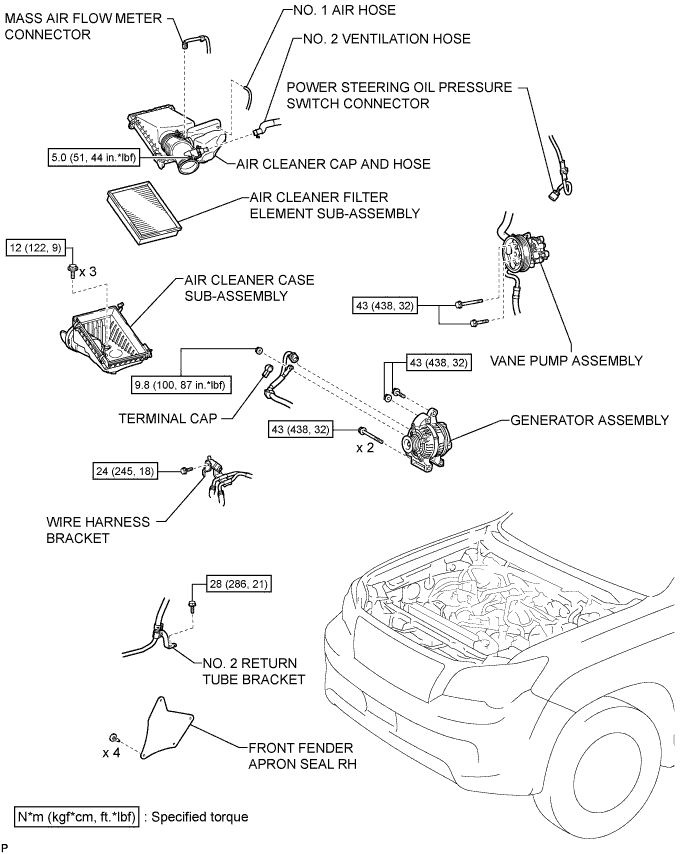 MASS AIR FLOW METER
CONNECTOR
NO. 1 AIR HOSE
NO. 2 VENTILATION HOSE
POWER STEERING OIL PRESSURE
SWITCH CONNECTOR
5.0 (51, 44 in.*lbf)
AIR CLEANER CAP AND HOSE
AIR CLEANER FILTER
ELEMENT SUB-ASSEMBLY
12 (122, 9)
x 3
AIR CLEANER CASE
SUB-ASSEMBLY
43 (438, 32)
VANE PUMP ASSEMBLY
43 (438, 32)
9.8 (100, 87 in.*lbf)
TERMINAL CAP
43 (438, 32)
x 2
GENERATOR ASSEMBLY
24 (245, 18)
WIRE HARNESS
BRACKET
28 (286, 21)
NO. 2 RETURN
TUBE BRACKET
x 4
FRONT FENDER
APRON SEAL RH
N*m (kgf*cm, ft.*lbf) : Specified torque
P